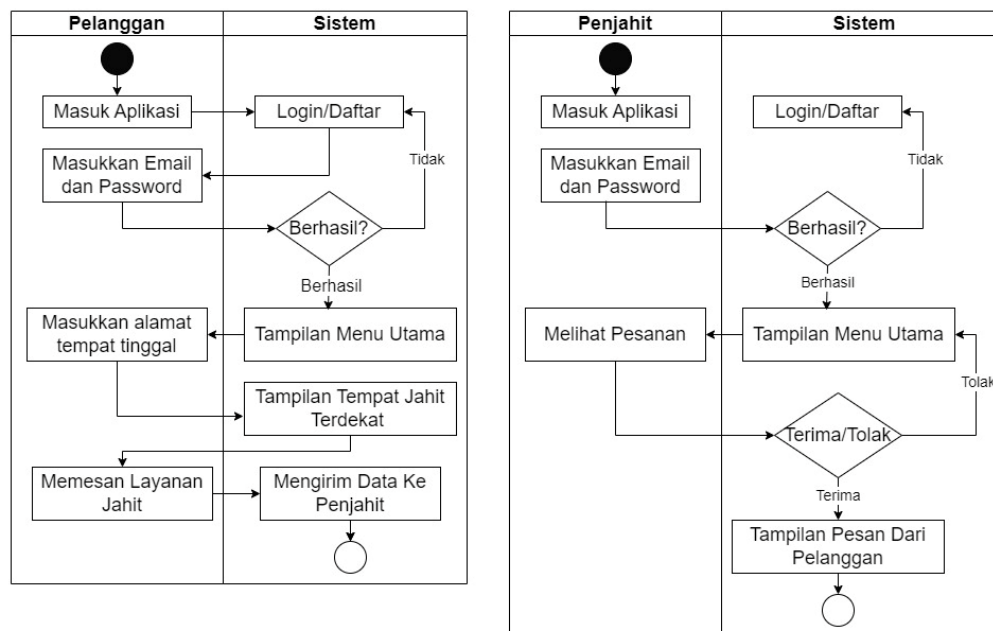 Pelanggan
Sistem
Masuk Aplikasi
Login/Daftar
Tidak
Masukkan Email
dan Password
Berhasil?
Berhasil
Masukkan alamat
tempat tinggal
Tampilan Menu Utama
Tampilan Tempat Jahit
Terdekat
Memesan Layanan
Jahit
Mengirim Data Ke
Penjahit
Penjahit
Sistem
Masuk Aplikasi
Login/Daftar
Tidak
Masukkan Email
dan Password
Berhasil?
Berhasil
Melihat Pesanan
Tampilan Menu Utama
Tolak
Terima/Tolak
Terima
Tampilan Pesan Dari
Pelanggan